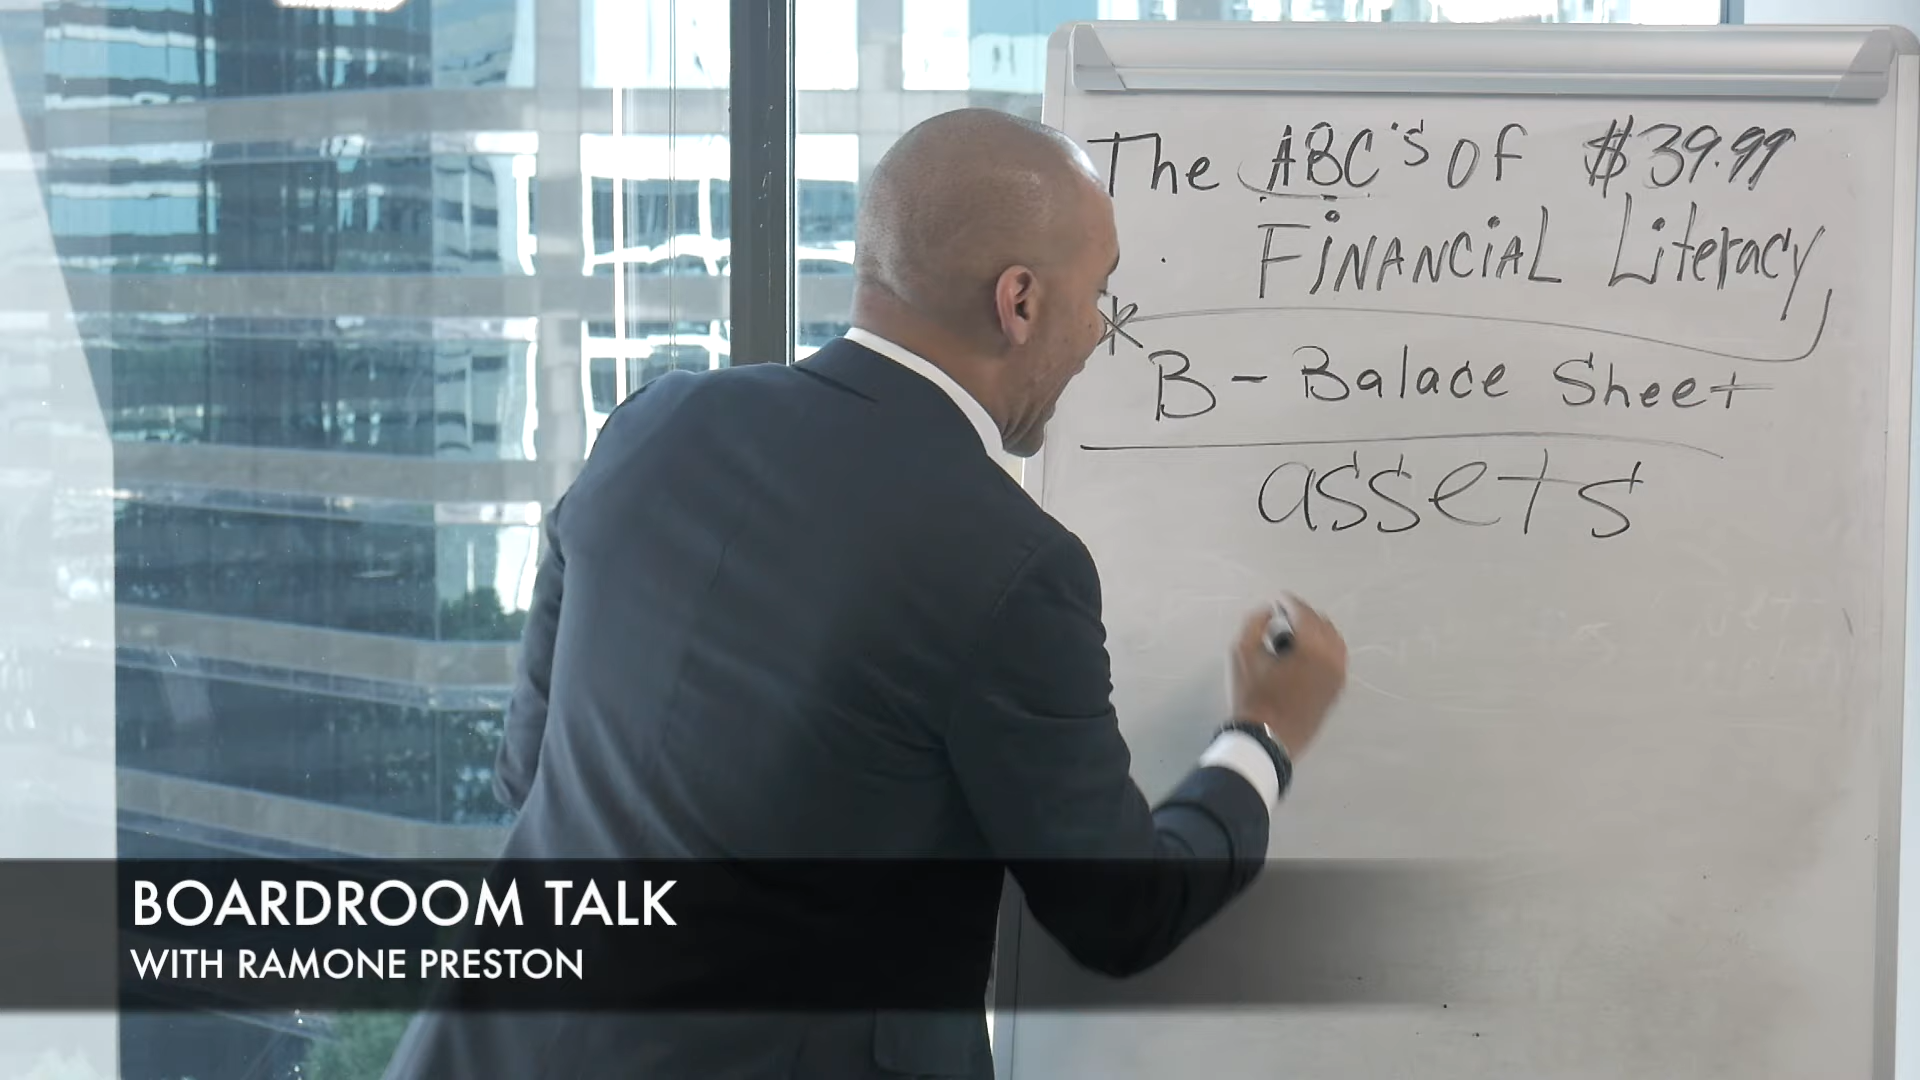 The ABC's of $39.99
FiNANCiAL Literacy
* B - Balace Sheet
assets
BOARDROOM TALK
WITH RAMONE PRESTON